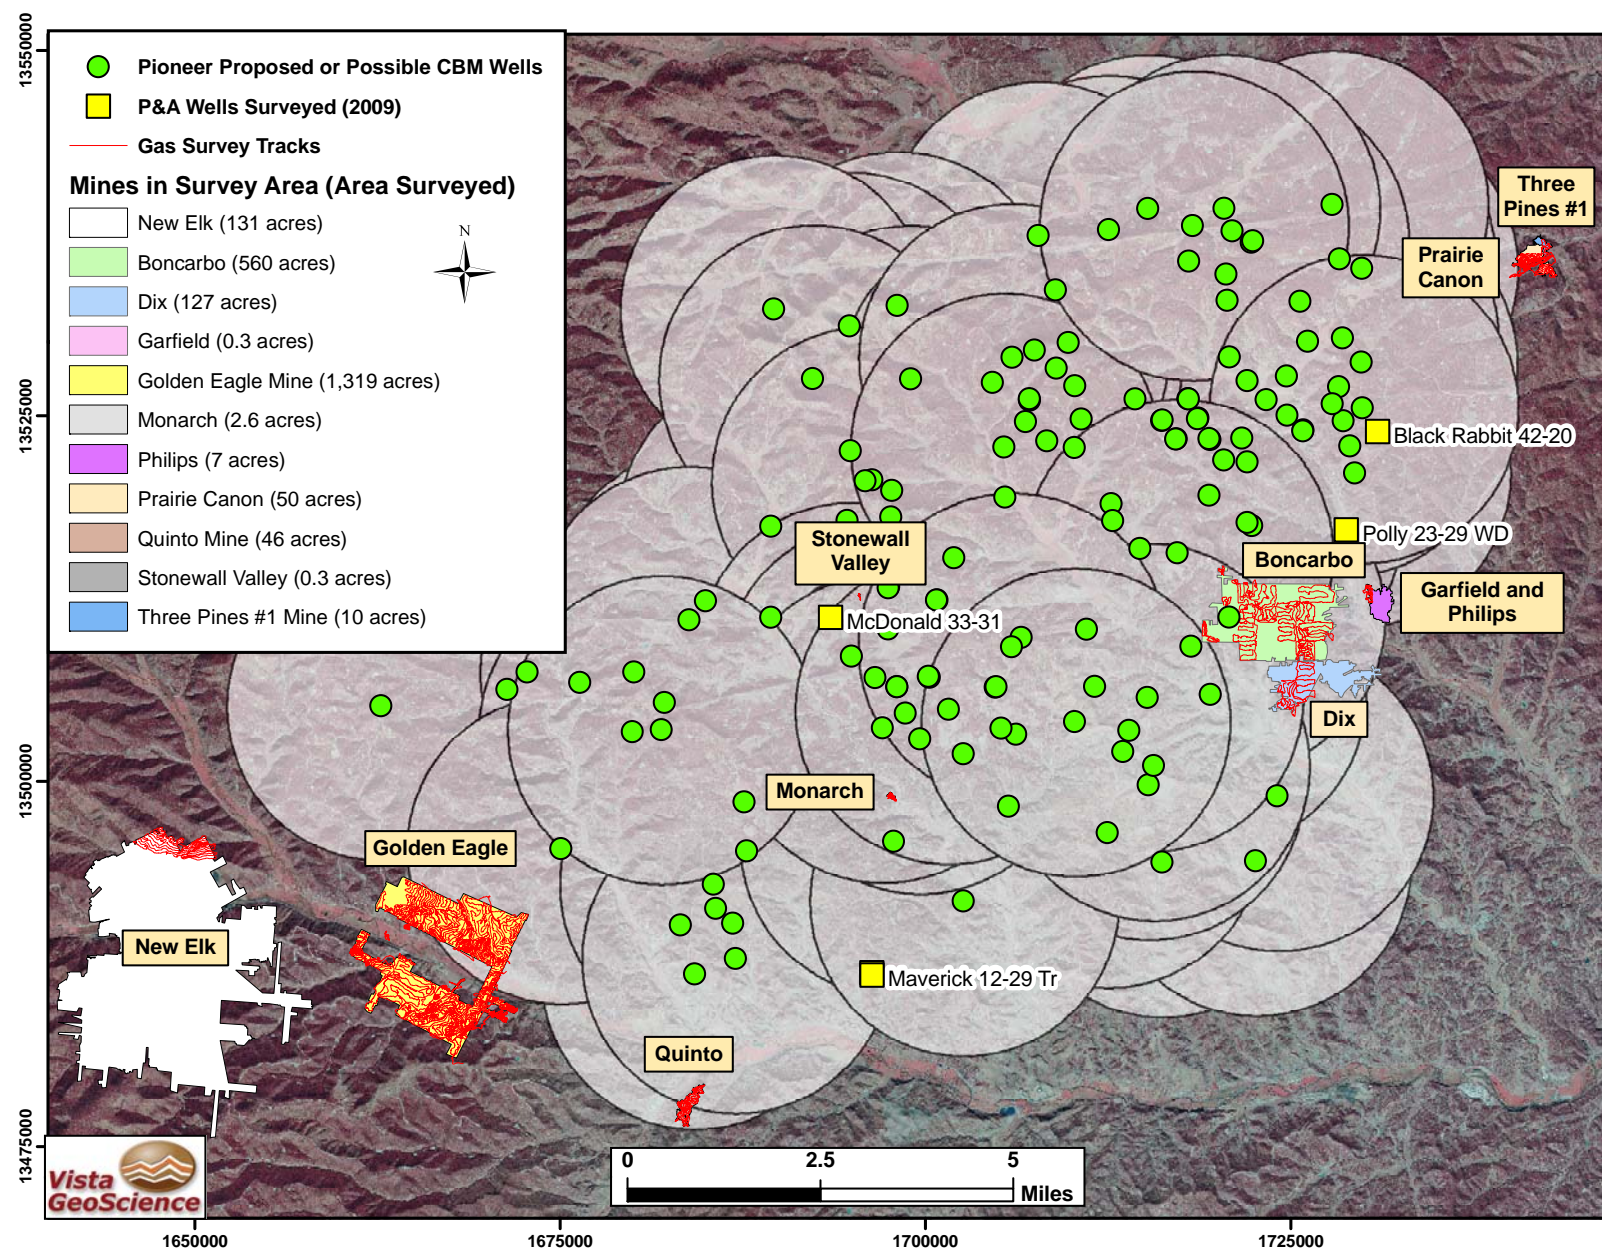 Pioneer Proposed or Possible CBM Wells
P&A Wells Surveyed (2009)
Gas Survey Tracks
Mines in Survey Area (Area Surveyed)
New Elk (131 acres)
Boncarbo (560 acres)
Dix (127 acres)
Garfield (0.3 acres)
Golden Eagle Mine (1,319 acres)
Monarch (2.6 acres)
Philips (7 acres)
Prairie Canon (50 acres)
Quinto Mine (46 acres)
Stonewall Valley (0.3 acres)
Three Pines #1 Mine (10 acres)
N
Three
Pines #1
Prairie
Canon
Black Rabbit 42-20
Polly 23-29 WD
Stonewall
Valley
Boncarbo
Garfield and
Philips
McDonald 33-31
Dix
Monarch
Golden Eagle
New Elk
Maverick 12-29 Tr
Quinto
0 2.5 5
Miles
Vista
GeoScience
13550000
13525000
13500000
13475000
1650000 1675000 1700000 1725000